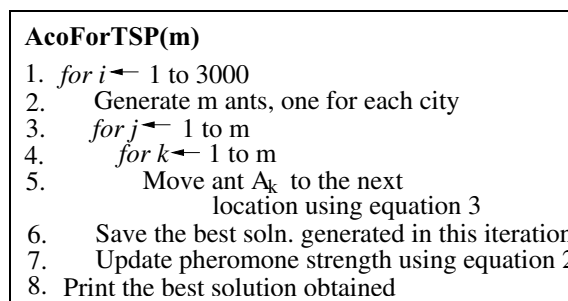 AcoForTSP(m)
1. for i ← 1 to 3000
2. Generate m ants, one for each city
3. for j ← 1 to m
4. for k ← 1 to m
5. Move ant Ak to the next
location using equation 3
6. Save the best soln. generated in this iteration
7. Update pheromone strength using equation 2
8. Print the best solution obtained